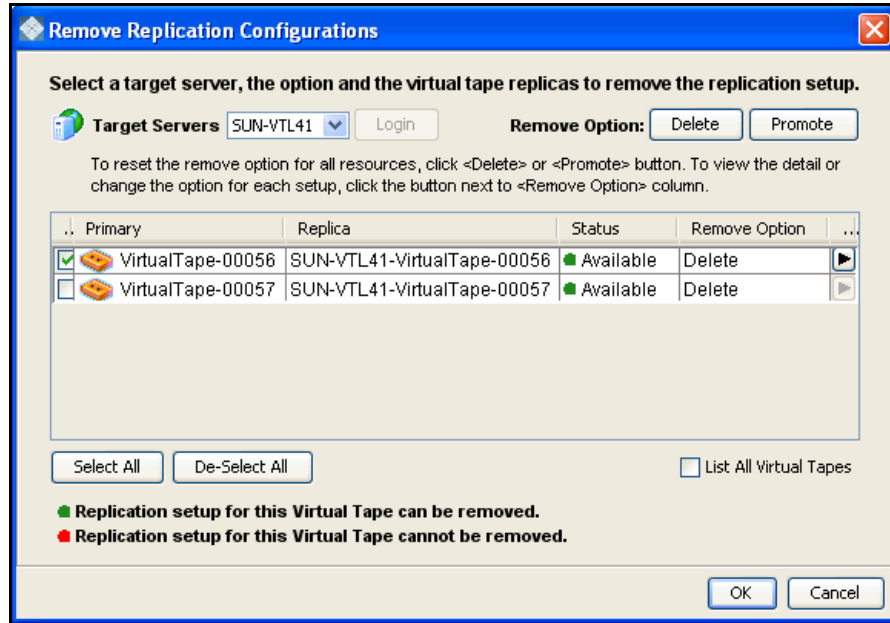 Remove Replication Configurations
Select a target server, the option and the virtual tape replicas to remove the replication setup.
Target Servers SUN-VTL41 Login Remove Option: Delete Promote
To reset the remove option for all resources, click <Delete> or <Promote> button. To view the detail or
change the option for each setup, click the button next to <Remove Option> column.
.. Primary Replica Status Remove Option ...
VirtualTape-00056 SUN-VTL41-VirtualTape-00056 Available Delete
VirtualTape-00057 SUN-VTL41-VirtualTape-00057 Available Delete
Select All De-Select All List All Virtual Tapes
Replication setup for this Virtual Tape can be removed.
Replication setup for this Virtual Tape cannot be removed.
OK Cancel